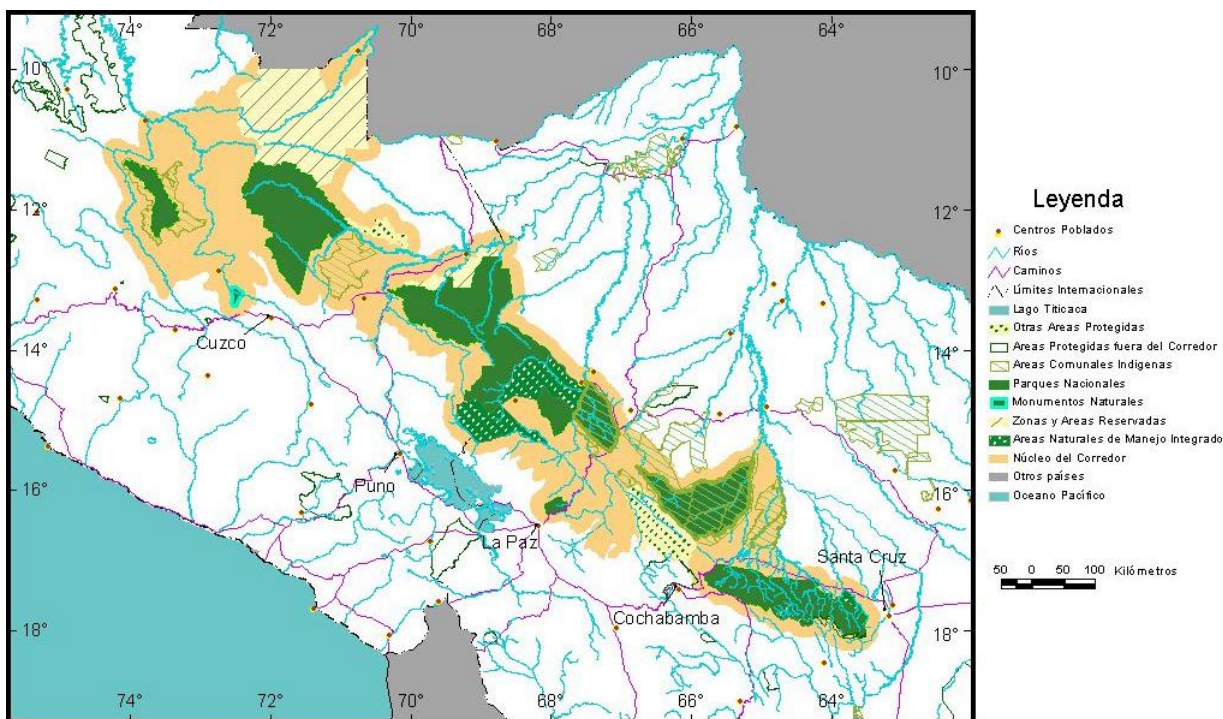 74° 72° 70° 68° 66° 64°
10° 10°
12° 12°
14° 14°
Cuzco
16° 16°
Puno
La Paz
Santa Cruz
Cochabamba
18° 18°
74° 72° 70° 68° 66° 64°
Leyenda
Centros Poblados
Ríos
Caminos
Límites Internacionales
Lago Titicaca
Otras Areas Protegidas
Areas Protegidas fuera del Corredor
Areas Comunales Indigenas
Parques Nacionales
Monumentos Naturales
Zonas y Areas Reservadas
Areas Naturales de Manejo Integrado
Núcleo del Corredor
Otros países
Oceano Pacífico
50 0 50 100 Kilómetros